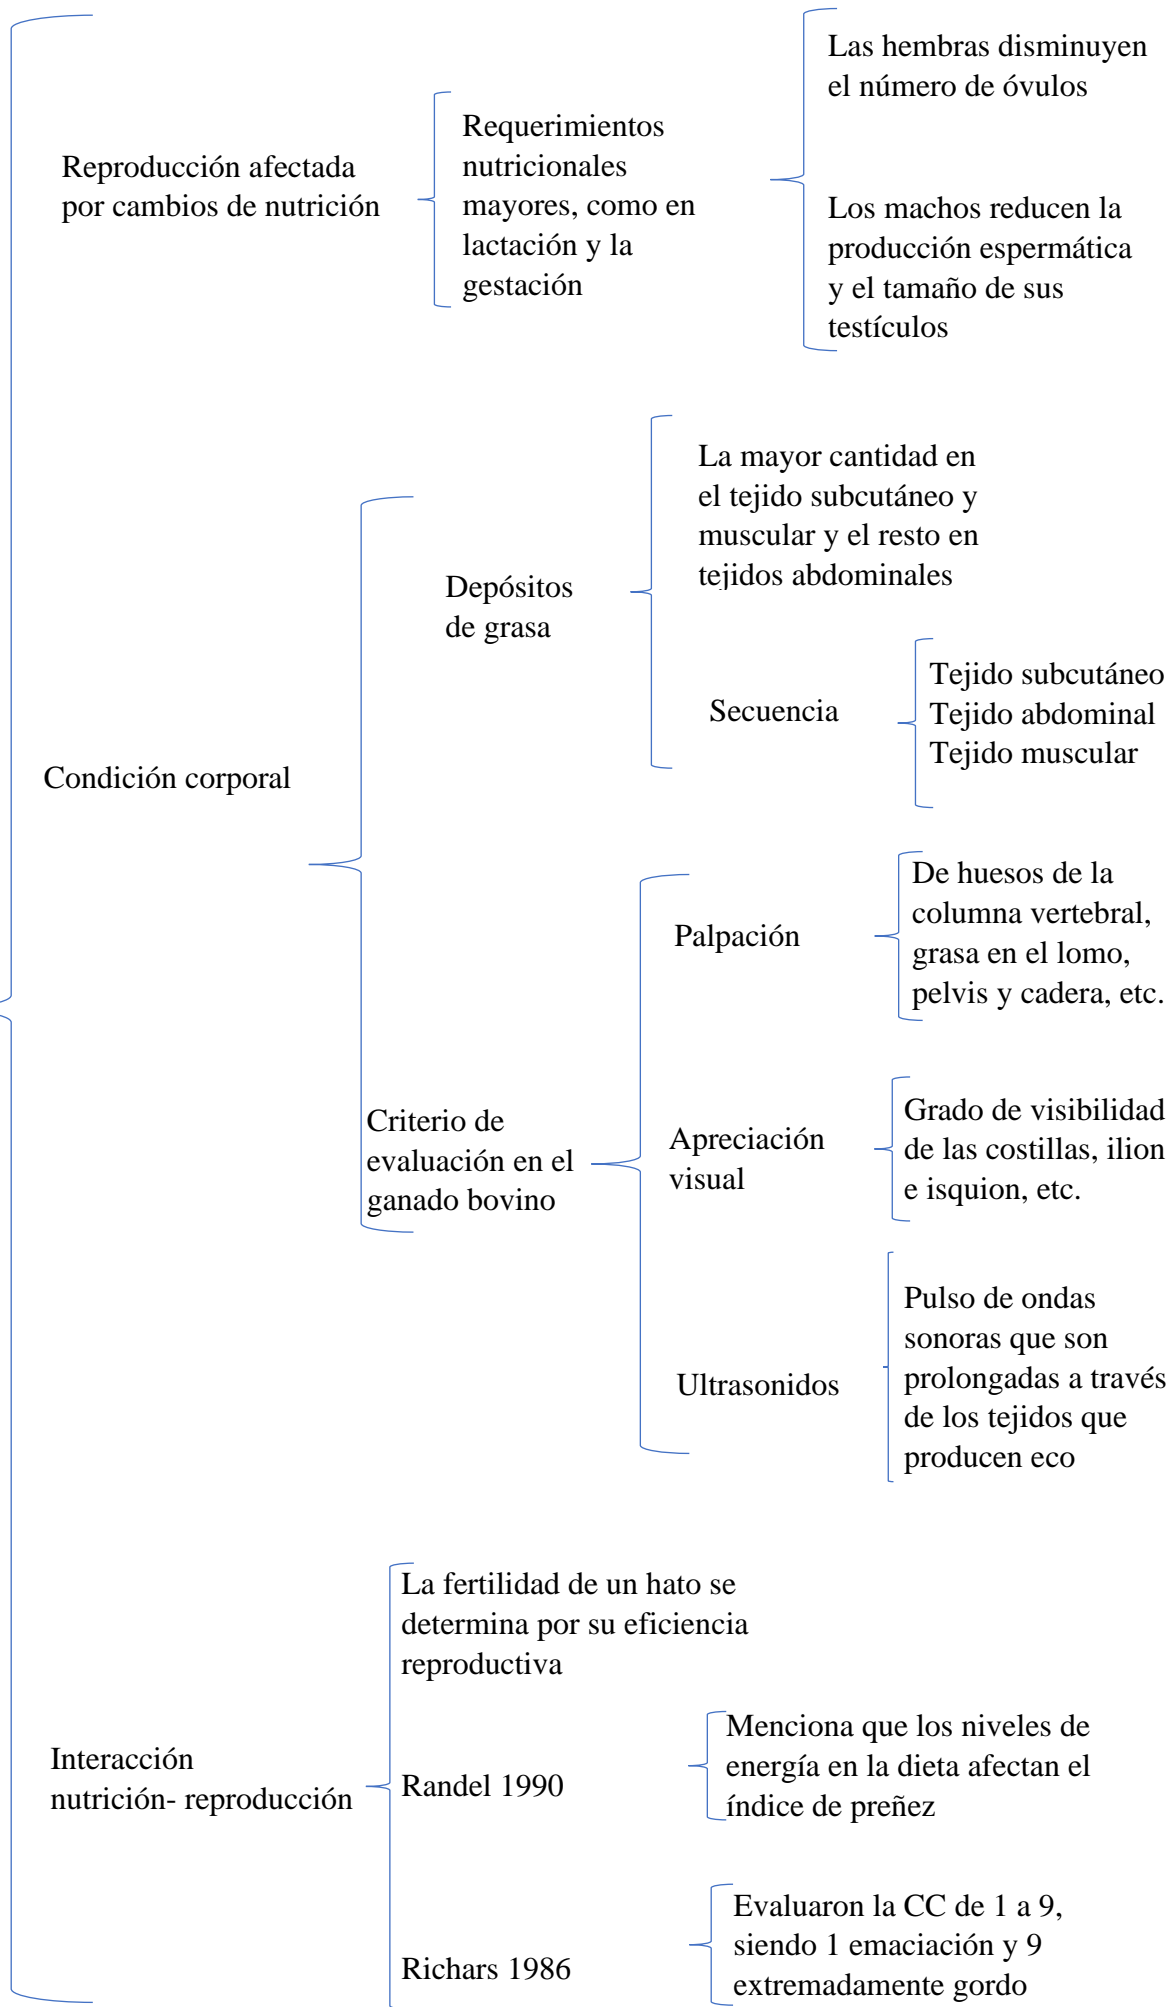 Reproducción afectada
por cambios de nutrición
Requerimientos
nutricionales
mayores, como en
lactación y la
gestación
Las hembras disminuyen
el número de óvulos
Los machos reducen la
producción espermática
y el tamaño de sus
testículos
Condición corporal
Depósitos
de grasa
La mayor cantidad en
el tejido subcutáneo y
muscular y el resto en
tejidos abdominales
Secuencia
Tejido subcutáneo
Tejido abdominal
Tejido muscular
Criterio de
evaluación en el
ganado bovino
Palpación
De huesos de la
columna vertebral,
grasa en el lomo,
pelvis y cadera, etc.
Apreciación
visual
Grado de visibilidad
de las costillas, ilion
e isquion, etc.
Ultrasonidos
Pulso de ondas
sonoras que son
prolongadas a través
de los tejidos que
producen eco
Interacción
nutrición- reproducción
La fertilidad de un hato se
determina por su eficiencia
reproductiva
Randel 1990
Menciona que los niveles de
energía en la dieta afectan el
índice de preñez
Richars 1986
Evaluaron la CC de 1 a 9,
siendo 1 emaciación y 9
extremadamente gordo